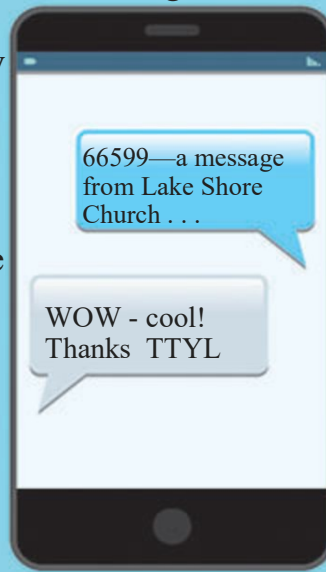 66599—a message
from Lake Shore
Church . . .
WOW - cool!
Thanks  TTYL